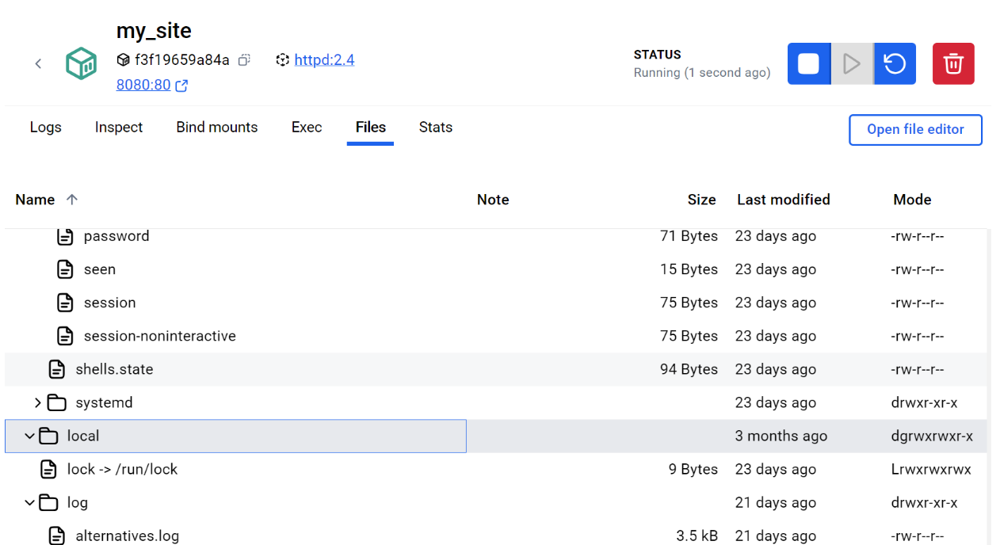 my_site
f3f19659a84a httpd:2.4
8080:80
STATUS
Running (1 second ago)
Logs Inspect Bind mounts Exec Files Stats
Open file editor
Name Note Size Last modified Mode
password 71 Bytes 23 days ago -rw-r--r--
seen 15 Bytes 23 days ago -rw-r--r--
session 75 Bytes 23 days ago -rw-r--r--
session-noninteractive 75 Bytes 23 days ago -rw-r--r--
shells.state 94 Bytes 23 days ago -rw-r--r--
systemd 23 days ago drwxr-xr-x
local 3 months ago dgrwxrwxr-x
lock -> /run/lock 9 Bytes 23 days ago Lrwxrwxrwx
log 21 days ago drwxr-xr-x
alternatives.log 3.5 kB 21 days ago -rw-r--r--